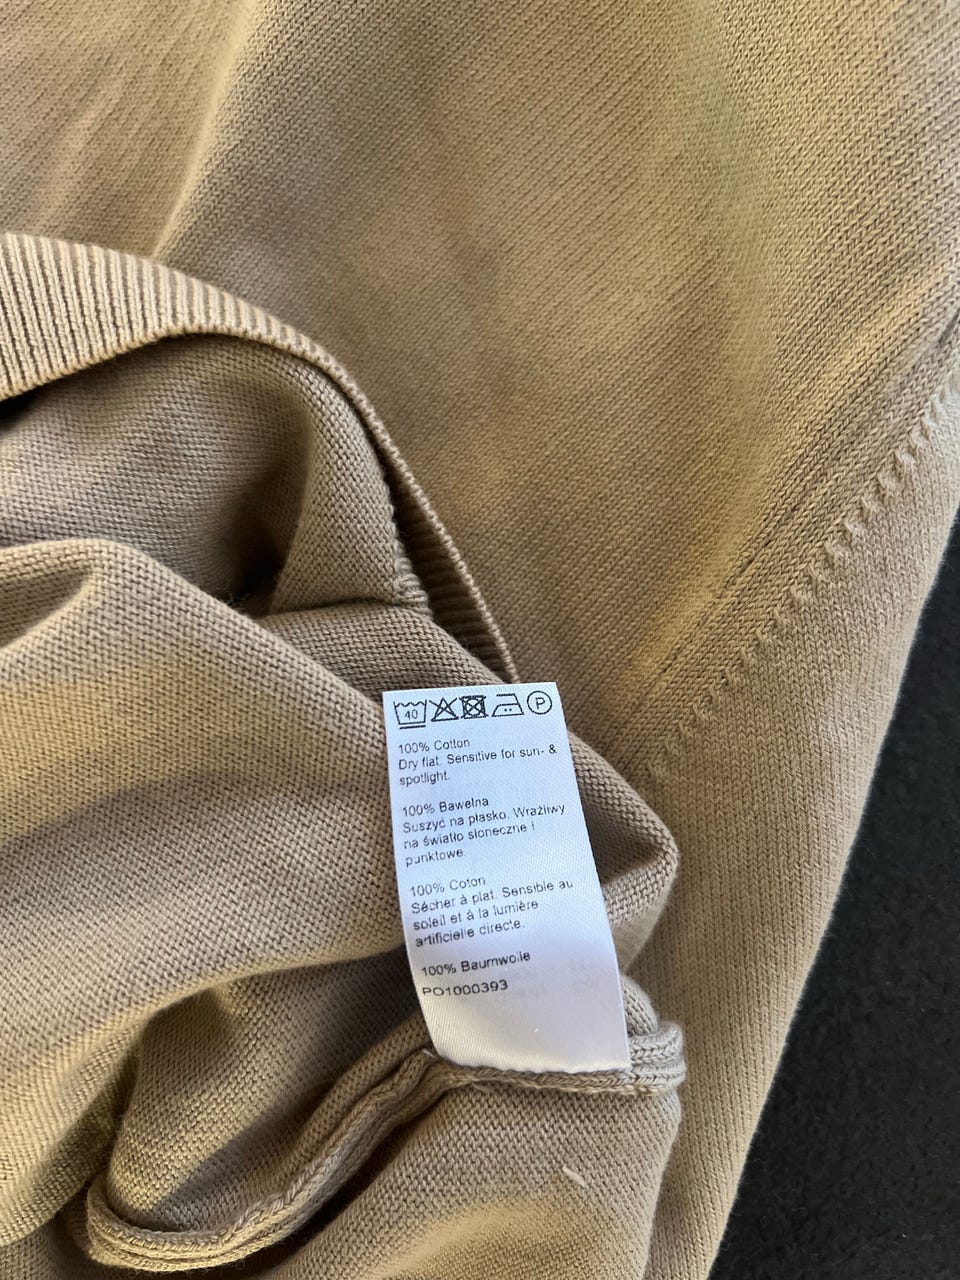 40 P
100% Cotton
Dry flat. Sensitive for sun- &
spotlight.
100% Bawełna
Suszyć na płasko. Wrażliwy
na światło słoneczne i
punktowe.
100% Coton
Sécher à plat. Sensible au
soleil et à la lumière
artificielle directe.
100% Baumwolle
PO1000393